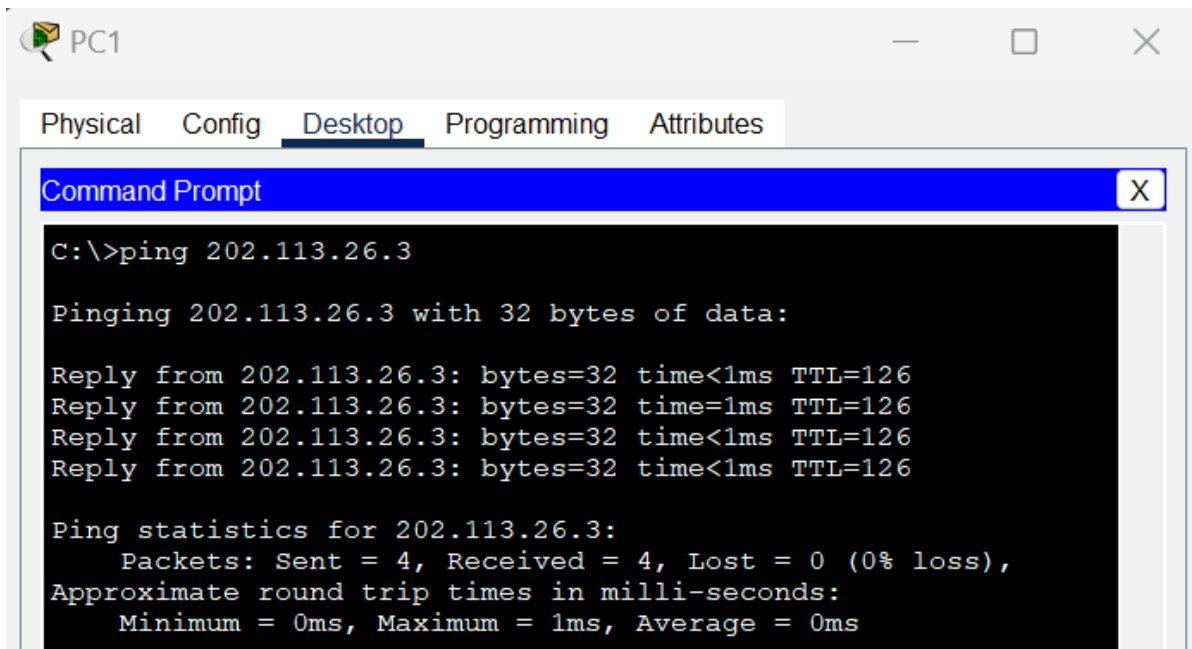 PC1
Physical Config Desktop Programming Attributes
Command Prompt X
C:\>ping 202.113.26.3
Pinging 202.113.26.3 with 32 bytes of data:
Reply from 202.113.26.3: bytes=32 time<1ms TTL=126
Reply from 202.113.26.3: bytes=32 time=1ms TTL=126
Reply from 202.113.26.3: bytes=32 time<1ms TTL=126
Reply from 202.113.26.3: bytes=32 time<1ms TTL=126
Ping statistics for 202.113.26.3:
Packets: Sent = 4, Received = 4, Lost = 0 (0% loss),
Approximate round trip times in milli-seconds:
Minimum = 0ms, Maximum = 1ms, Average = 0ms